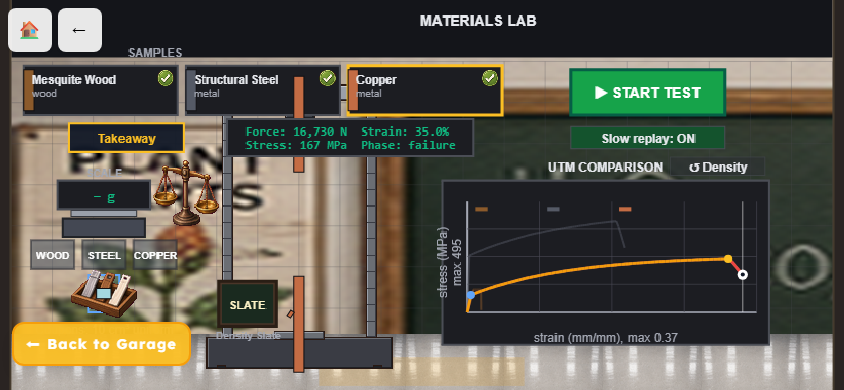 MATERIALS LAB
←
SAMPLES
Mesquite Wood
wood
Structural Steel
metal
Copper
metal
▶ START TEST
Takeaway
Force: 16,730 N Strain: 35.0%
Stress: 167 MPa Phase: failure
Slow replay: ON
UTM COMPARISON
↺ Density
PLANT
– g
WOOD
STEEL
COPPER
stress (MPa)
max 495
SLATE
Density Slate
← Back to Garage
strain (mm/mm), max 0.37